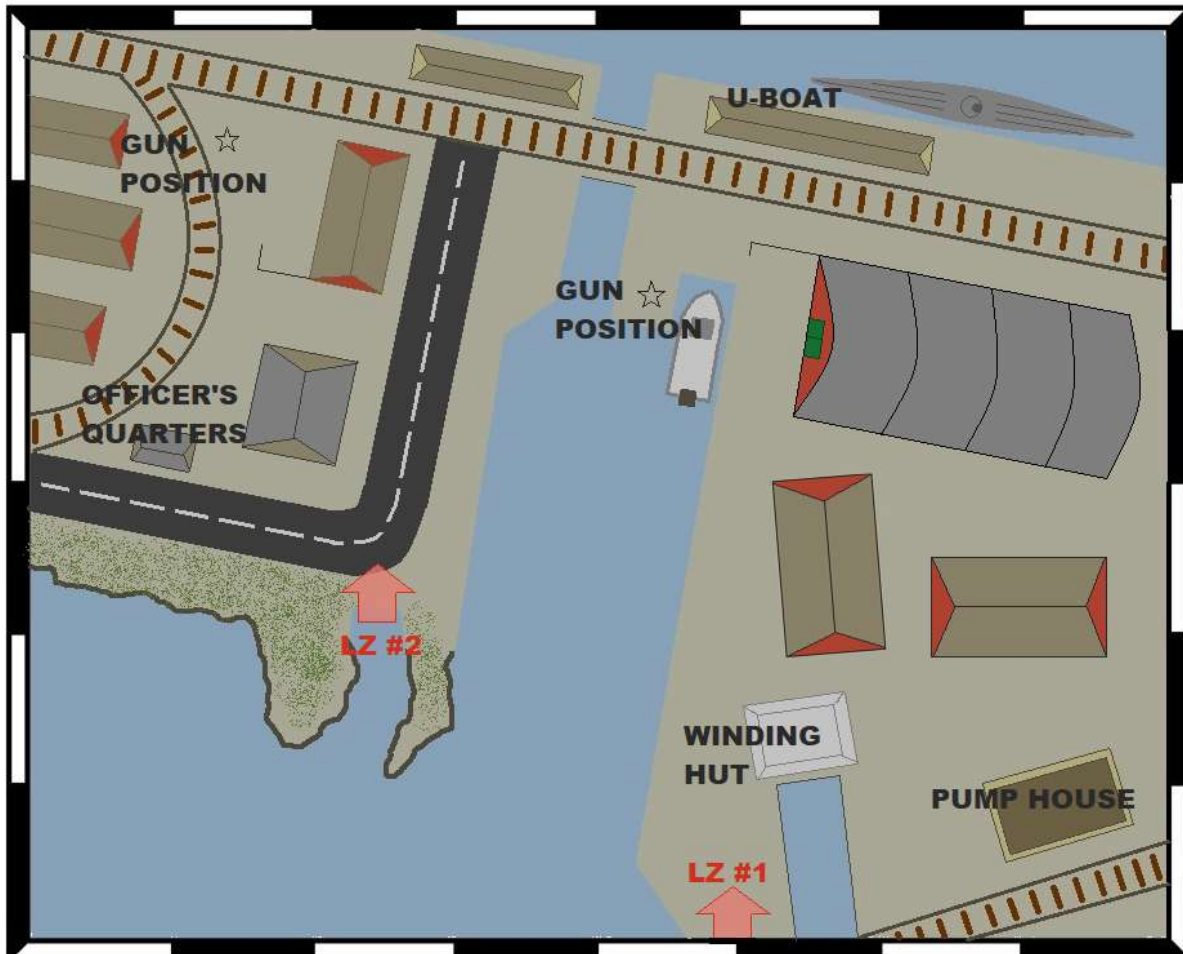 U-BOAT
GUN
POSITION
GUN
POSITION
OFFICER'S
QUARTERS
LZ #2
WINDING
HUT
PUMP HOUSE
LZ #1